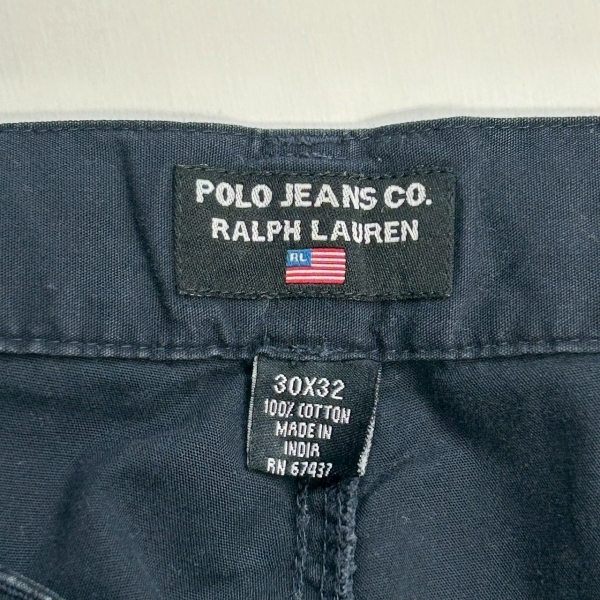 POLO JEANS CO.
RALPH LAUREN
RL
30X32
100% COTTON
MADE IN
INDIA
RN 67437